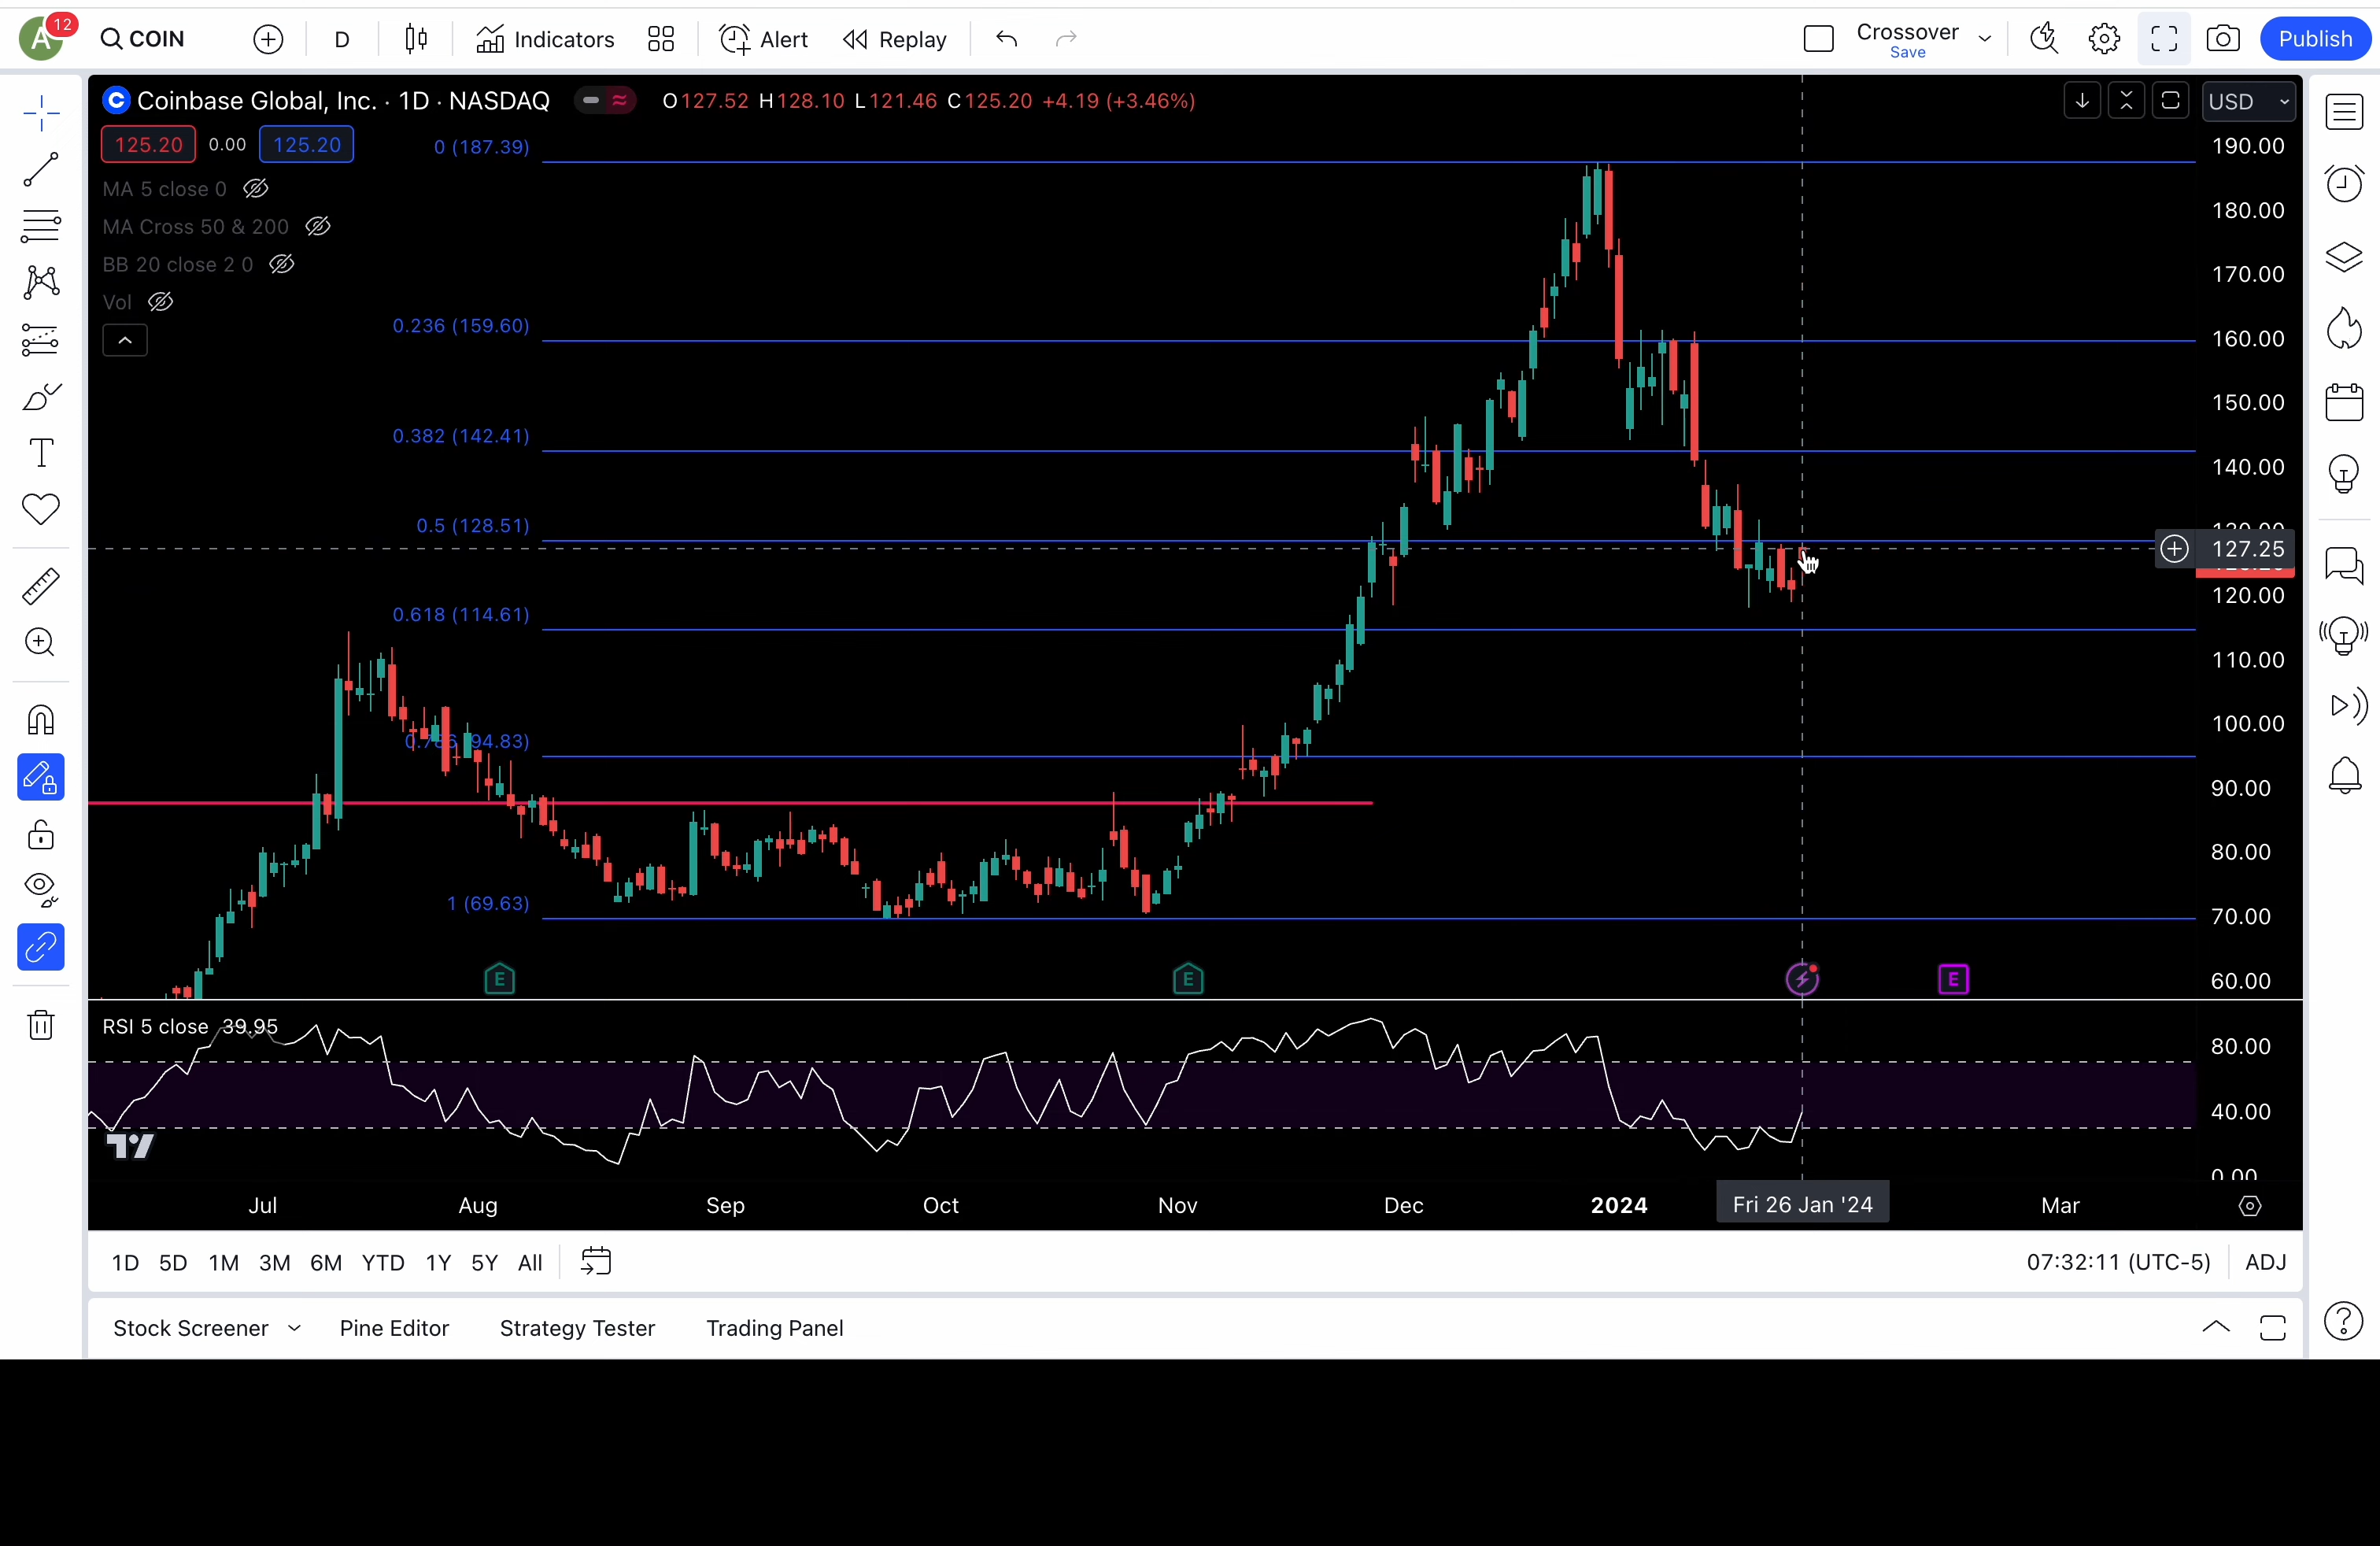 A 12 COIN D Indicators Alert Replay Crossover Save Publish
Coinbase Global, Inc. · 1D · NASDAQ O127.52 H128.10 L121.46 C125.20 +4.19 (+3.46%) USD
125.20 0.00 125.20
MA 5 close 0
MA Cross 50 & 200
BB 20 close 2 0
Vol
0 (187.39)
0.236 (159.60)
0.382 (142.41)
0.5 (128.51)
0.618 (114.61)
94.83)
1 (69.63)
190.00
180.00
170.00
160.00
150.00
140.00
127.25
120.00
110.00
100.00
90.00
80.00
70.00
60.00
E E E
RSI 5 close 39.95
80.00
40.00
0.00
Jul Aug Sep Oct Nov Dec 2024 Fri 26 Jan '24 Mar
1D 5D 1M 3M 6M YTD 1Y 5Y All 07:32:11 (UTC-5) ADJ
Stock Screener Pine Editor Strategy Tester Trading Panel